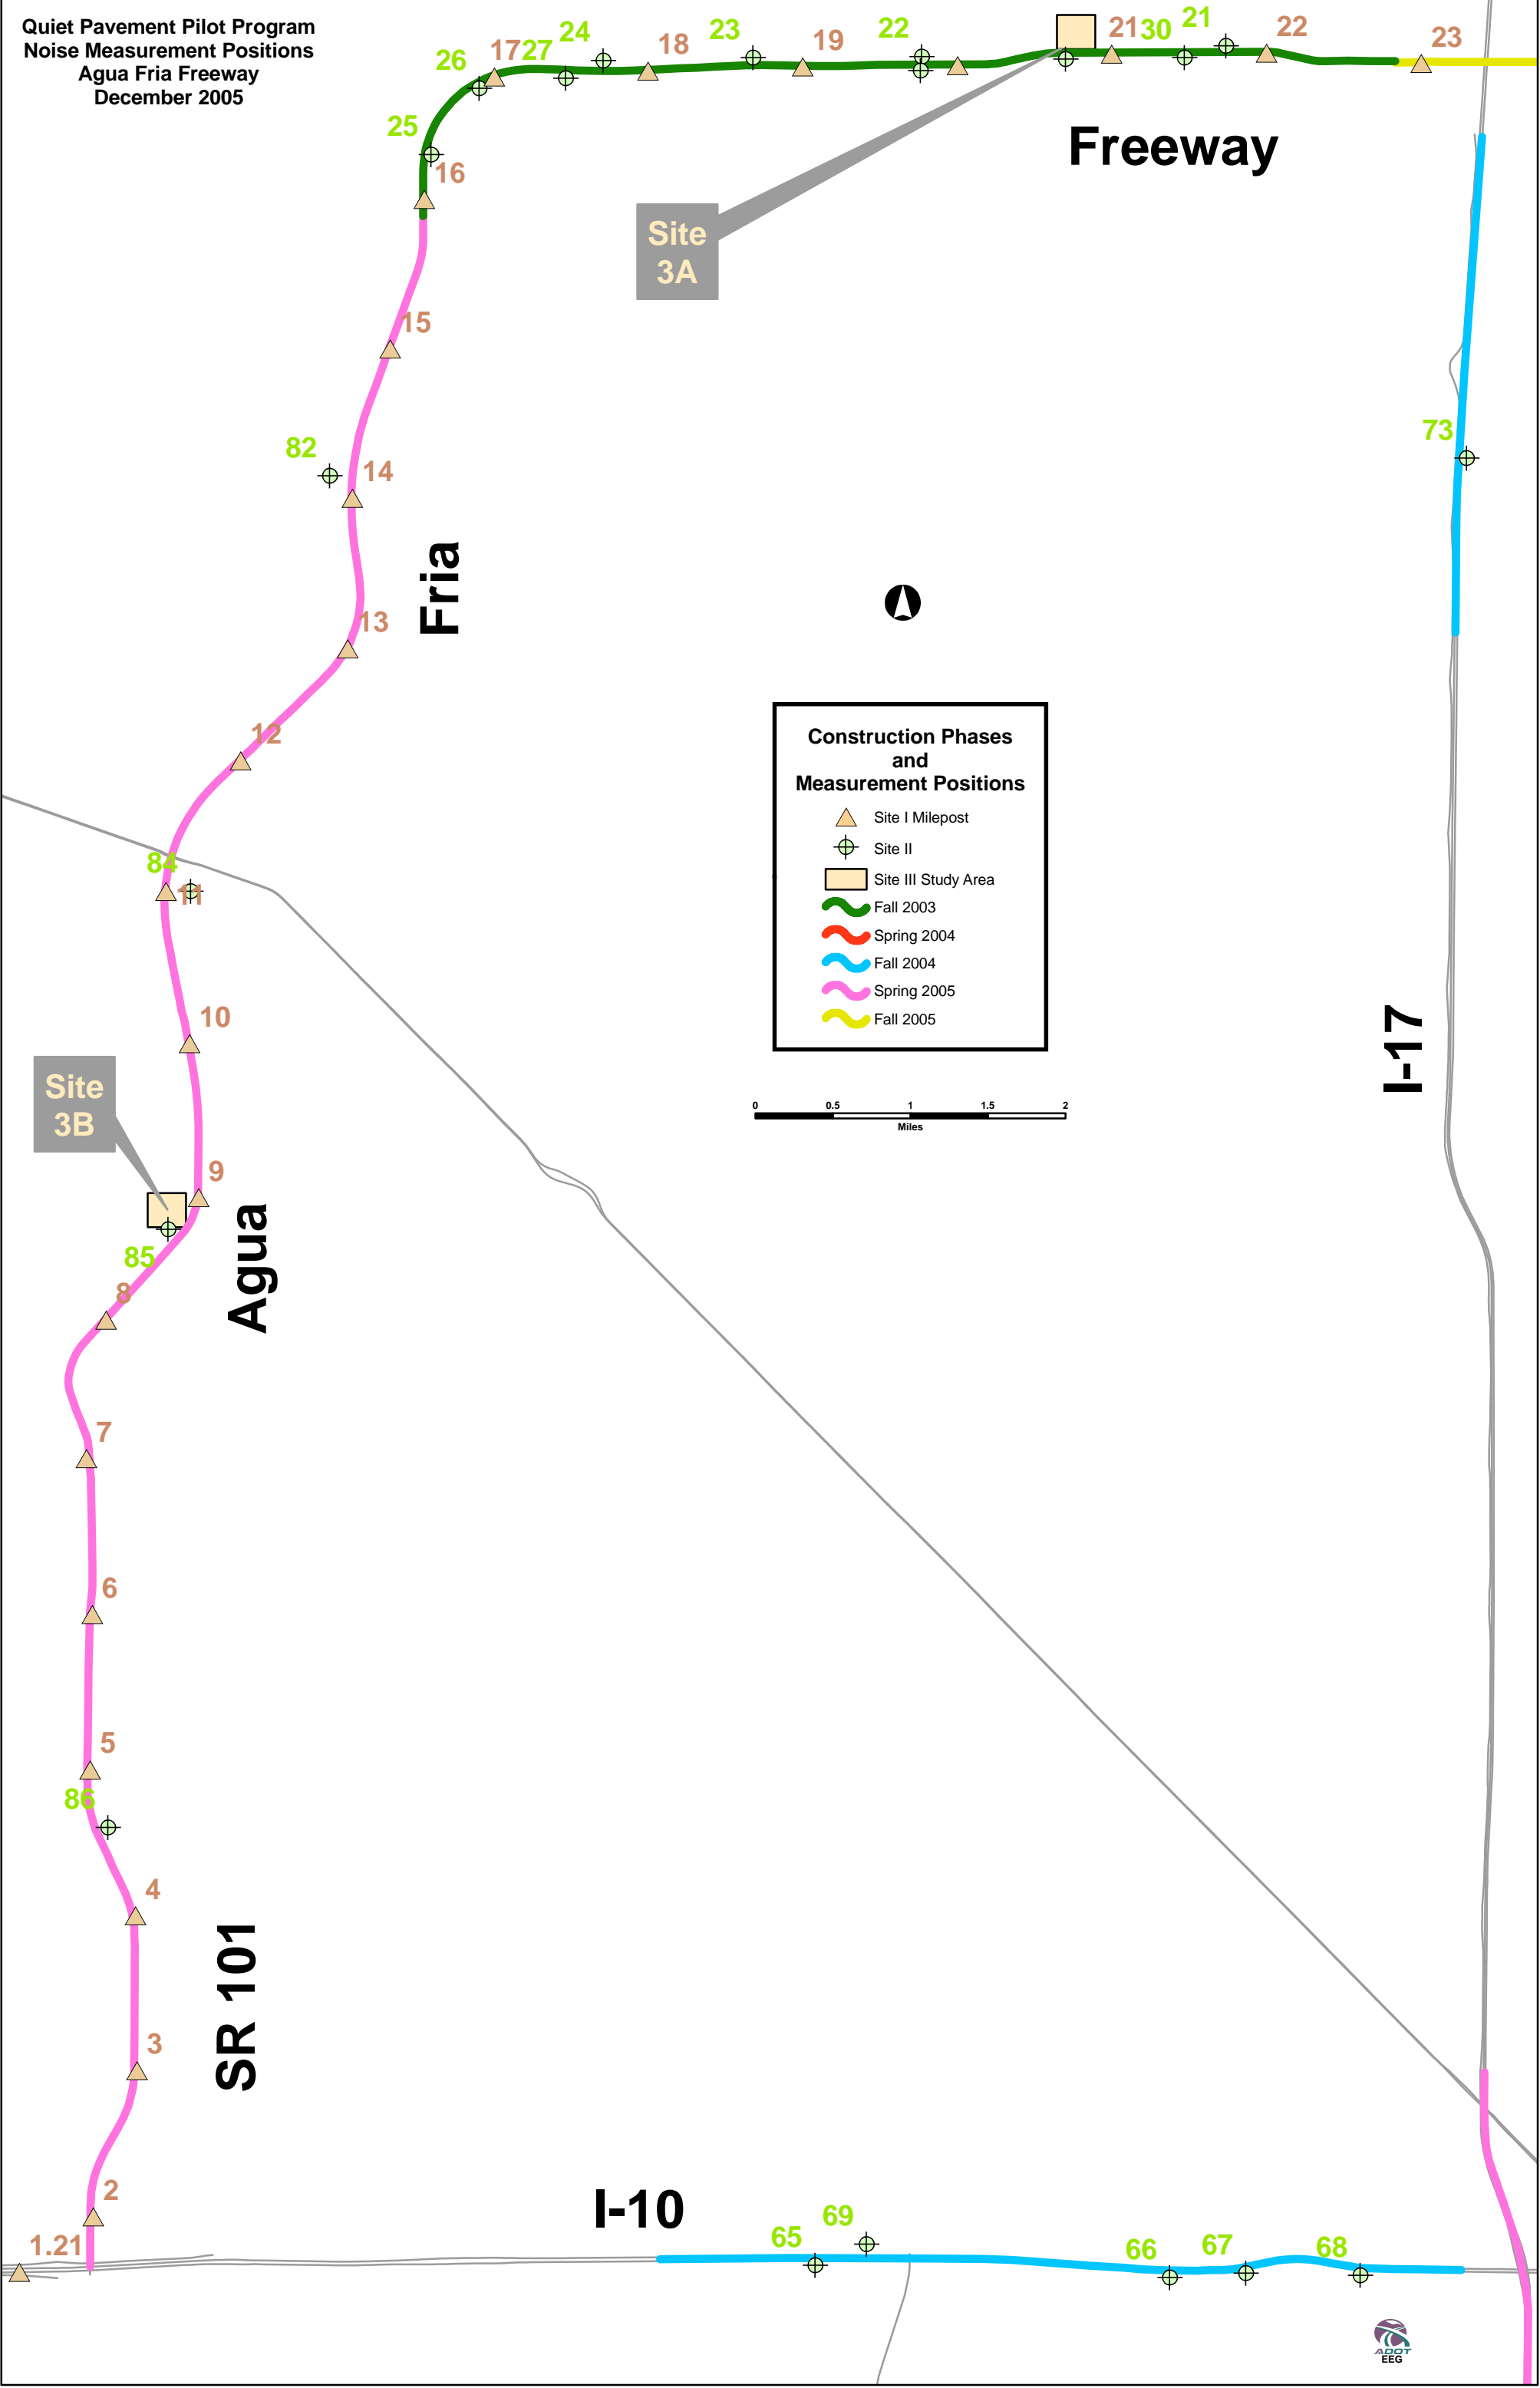 Quiet Pavement Pilot Program
Noise Measurement Positions
Agua Fria Freeway
December 2005
26
17
27
24
18
23
19
22
21
30
21
22
23
25
16
Freeway
Site
3A
15
82
14
73
Fria
13
12
Construction Phases
and
Measurement Positions
Site I Milepost
Site II
Site III Study Area
Fall 2003
Spring 2004
Fall 2004
Spring 2005
Fall 2005
84
11
10
I-17
Site
3B
0 0.5 1 1.5 2
Miles
9
85
Agua
8
7
6
5
86
4
SR 101
3
2
I-10
1.21
65
69
66
67
68
ADOT
EEG